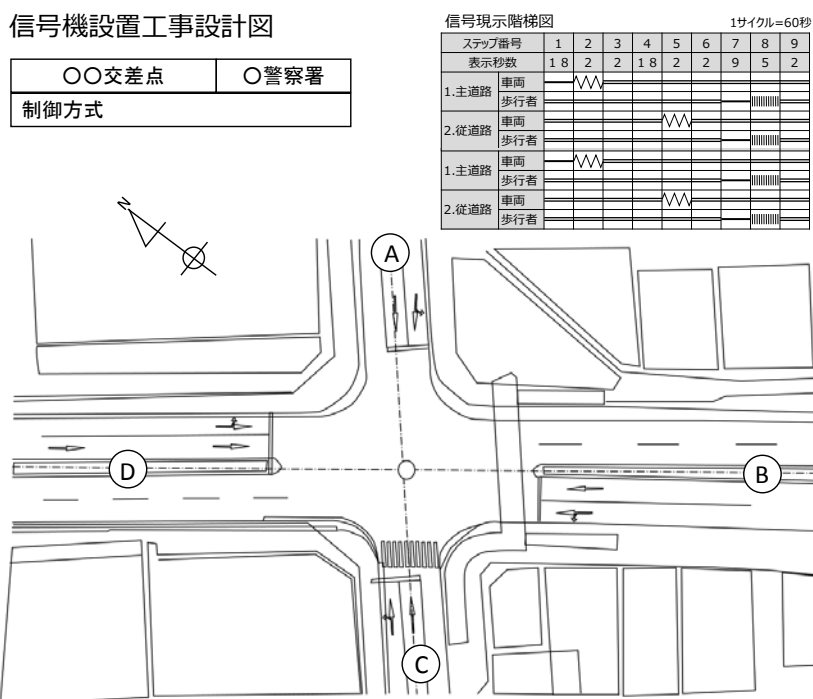 信号機設置工事設計図
〇〇交差点 〇警察署
制御方式
信号現示階梯図 1サイクル=60秒
ステップ番号 1 2 3 4 5 6 7 8 9
表示秒数 18 2 2 18 2 2 9 5 2
1.主道路 車両
歩行者
2.従道路 車両
歩行者
1.主道路 車両
歩行者
2.従道路 車両
歩行者
N
A
D
B
C